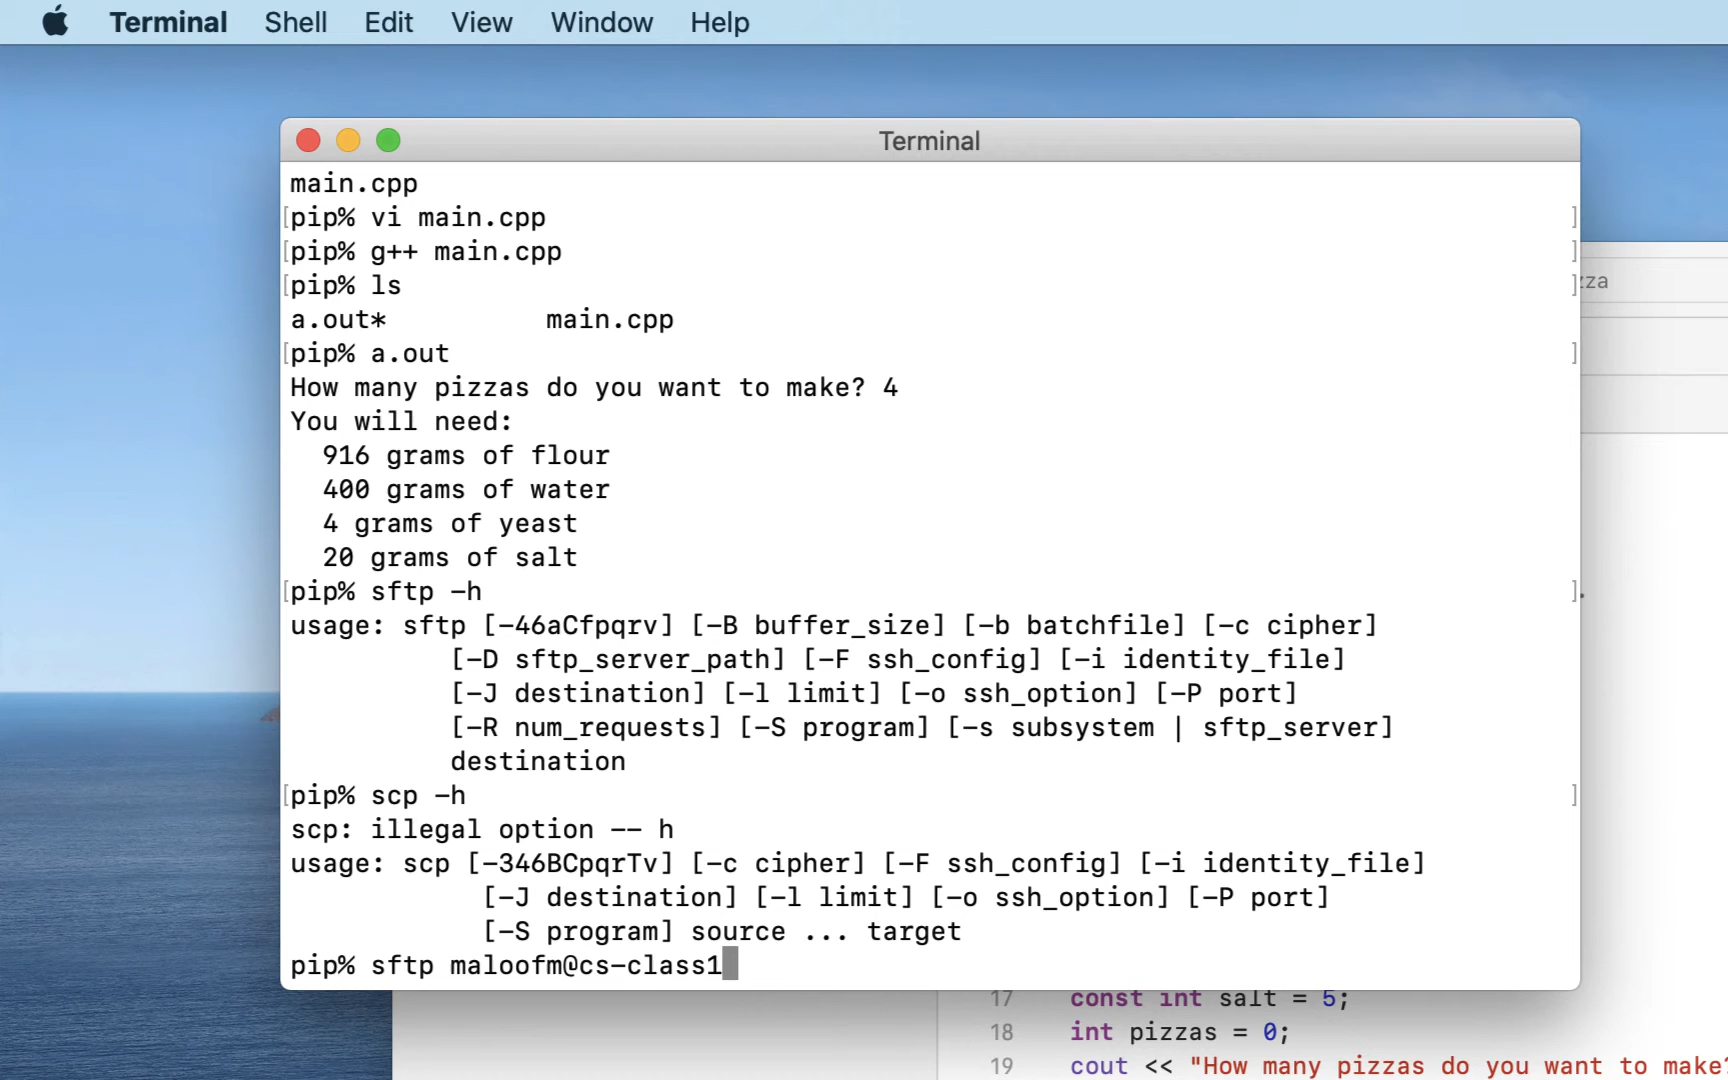 Terminal Shell Edit View Window Help
Terminal
main.cpp
[pip% vi main.cpp ]
[pip% g++ main.cpp ]
[pip% ls ]
a.out* main.cpp
[pip% a.out ]
How many pizzas do you want to make? 4
You will need:
916 grams of flour
400 grams of water
4 grams of yeast
20 grams of salt
[pip% sftp -h ]
usage: sftp [-46aCfpqrv] [-B buffer_size] [-b batchfile] [-c cipher]
[-D sftp_server_path] [-F ssh_config] [-i identity_file]
[-J destination] [-l limit] [-o ssh_option] [-P port]
[-R num_requests] [-S program] [-s subsystem | sftp_server]
destination
[pip% scp -h ]
scp: illegal option -- h
usage: scp [-346BCpqrTv] [-c cipher] [-F ssh_config] [-i identity_file]
[-J destination] [-l limit] [-o ssh_option] [-P port]
[-S program] source ... target
pip% sftp maloofm@cs-class1
zza
17 const int salt = 5;
18 int pizzas = 0;
19 cout << "How many pizzas do you want to make?